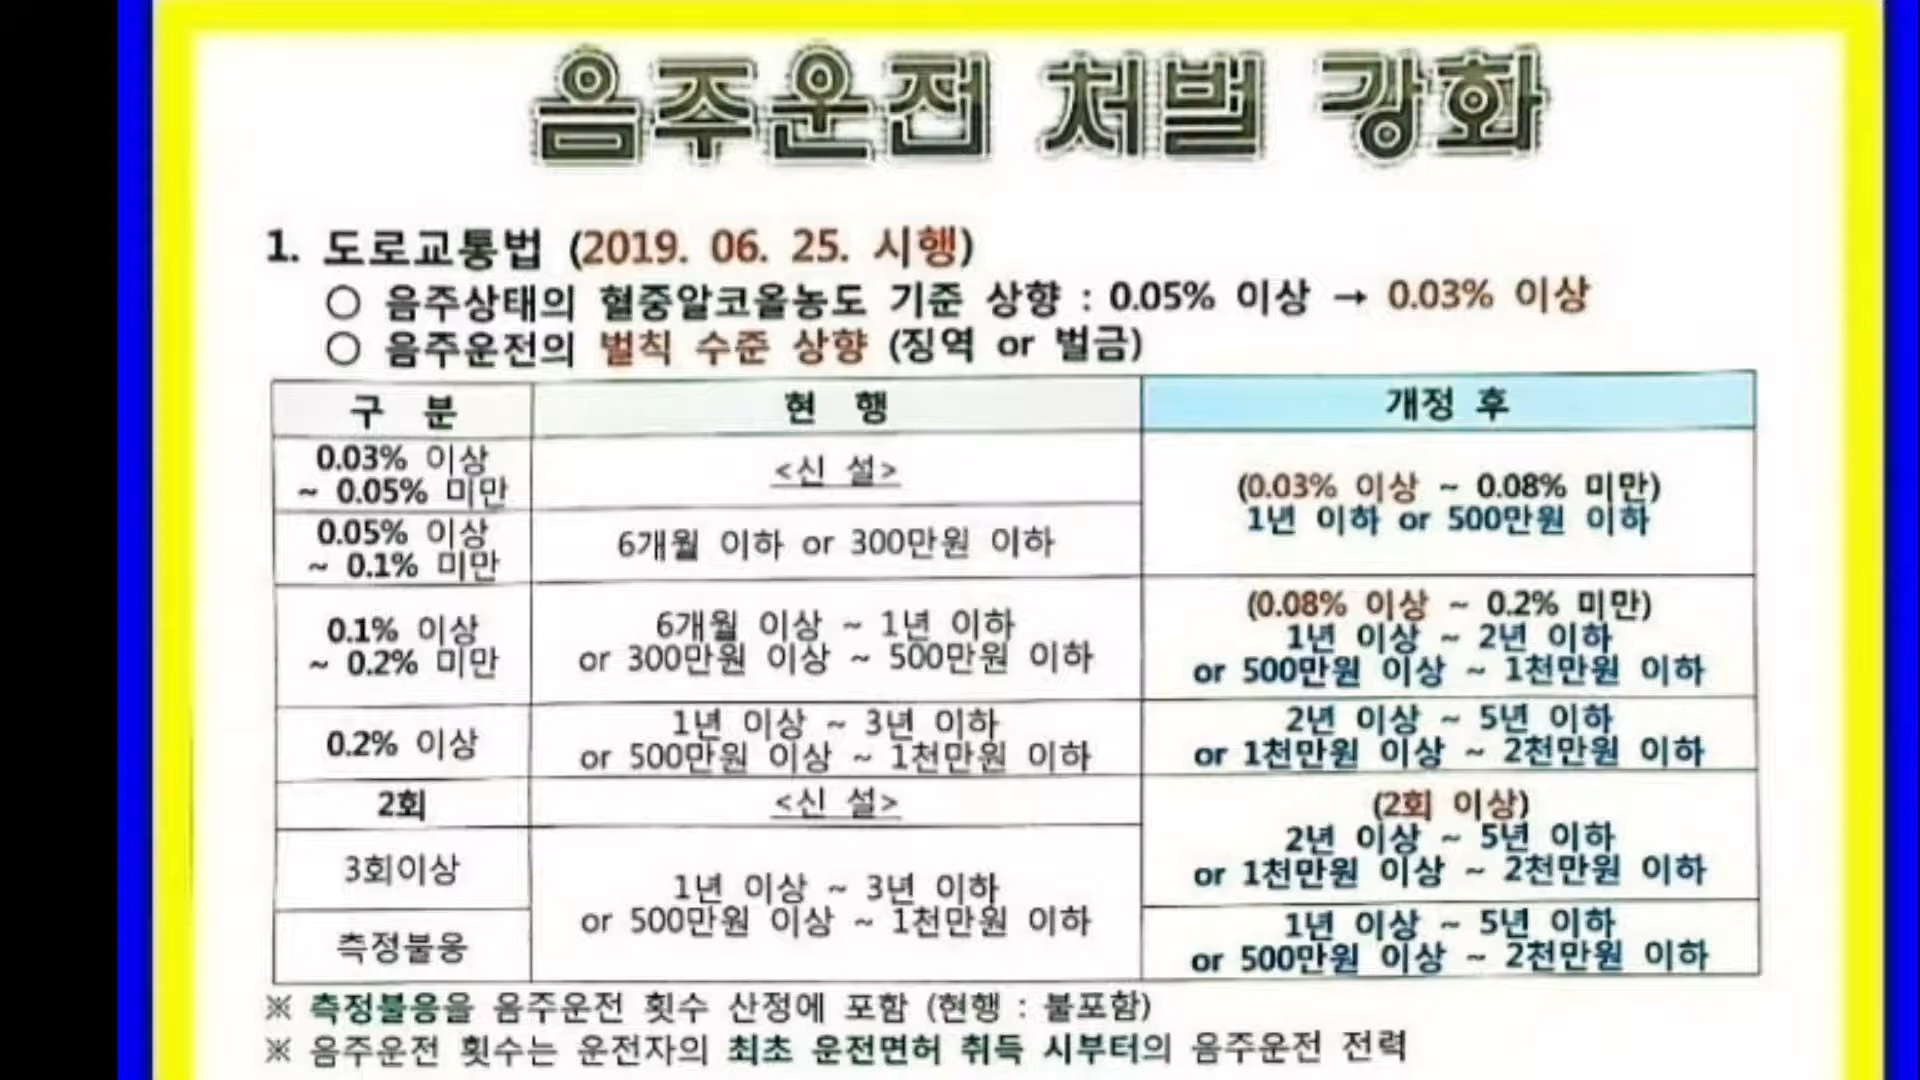 음주운전 처벌 강화
1. 도로교통법 (2019. 06. 25. 시행)
○ 음주상태의 혈중알코올농도 기준 상향 : 0.05% 이상 → 0.03% 이상
○ 음주운전의 벌칙 수준 상향 (징역 or 벌금)
구 분
현 행
개정 후
0.03% 이상
~ 0.05% 미만
<신 설>
(0.03% 이상 ~ 0.08% 미만)
1년 이하 or 500만원 이하
0.05% 이상
~ 0.1% 미만
6개월 이하 or 300만원 이하
0.1% 이상
~ 0.2% 미만
6개월 이상 ~ 1년 이하
or 300만원 이상 ~ 500만원 이하
(0.08% 이상 ~ 0.2% 미만)
1년 이상 ~ 2년 이하
or 500만원 이상 ~ 1천만원 이하
0.2% 이상
1년 이상 ~ 3년 이하
or 500만원 이상 ~ 1천만원 이하
2년 이상 ~ 5년 이하
or 1천만원 이상 ~ 2천만원 이하
2회
<신 설>
(2회 이상)
2년 이상 ~ 5년 이하
or 1천만원 이상 ~ 2천만원 이하
3회이상
1년 이상 ~ 3년 이하
or 500만원 이상 ~ 1천만원 이하
측정불응
1년 이상 ~ 5년 이하
or 500만원 이상 ~ 2천만원 이하
※ 측정불응을 음주운전 횟수 산정에 포함 (현행 : 불포함)
※ 음주운전 횟수는 운전자의 최초 운전면허 취득 시부터의 음주운전 전력